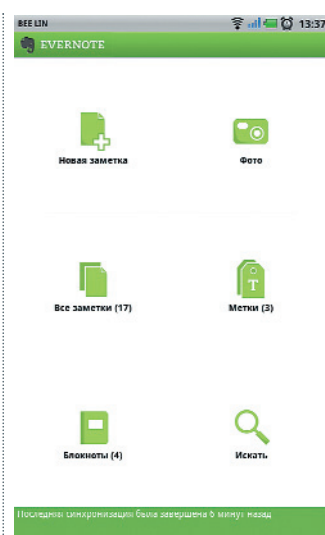 BEE LIN 13:37
EVERNOTE
Новая заметка
Фото
Все заметки (17)
T
Метки (3)
Блокноты (4)
Искать
Последняя синхронизация была завершена 6 минут назад